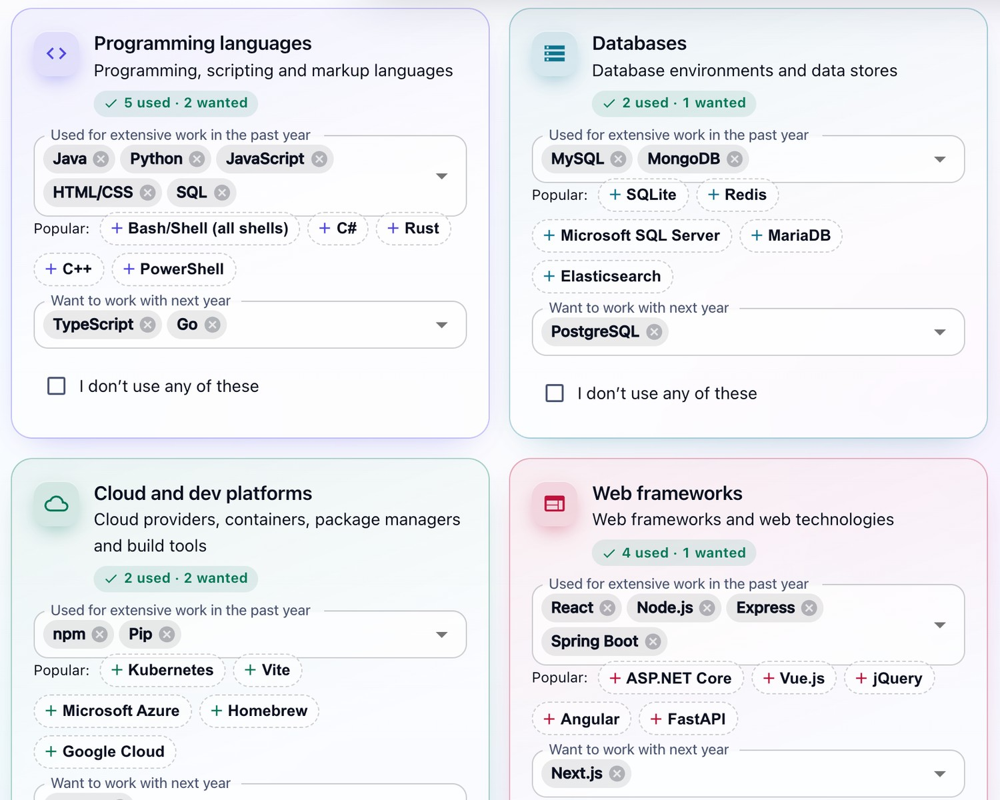 Programming languages
Programming, scripting and markup languages
5 used · 2 wanted
Used for extensive work in the past year
Java Python JavaScript
HTML/CSS SQL
Popular: + Bash/Shell (all shells) + C# + Rust
+ C++ + PowerShell
Want to work with next year
TypeScript Go
I don’t use any of these
Databases
Database environments and data stores
2 used · 1 wanted
Used for extensive work in the past year
MySQL MongoDB
Popular: + SQLite + Redis
+ Microsoft SQL Server + MariaDB
+ Elasticsearch
Want to work with next year
PostgreSQL
I don’t use any of these
Cloud and dev platforms
Cloud providers, containers, package managers
and build tools
2 used · 2 wanted
Used for extensive work in the past year
npm Pip
Popular: + Kubernetes + Vite
+ Microsoft Azure + Homebrew
+ Google Cloud
Want to work with next year
Web frameworks
Web frameworks and web technologies
4 used · 1 wanted
Used for extensive work in the past year
React Node.js Express
Spring Boot
Popular: + ASP.NET Core + Vue.js + jQuery
+ Angular + FastAPI
Want to work with next year
Next.js